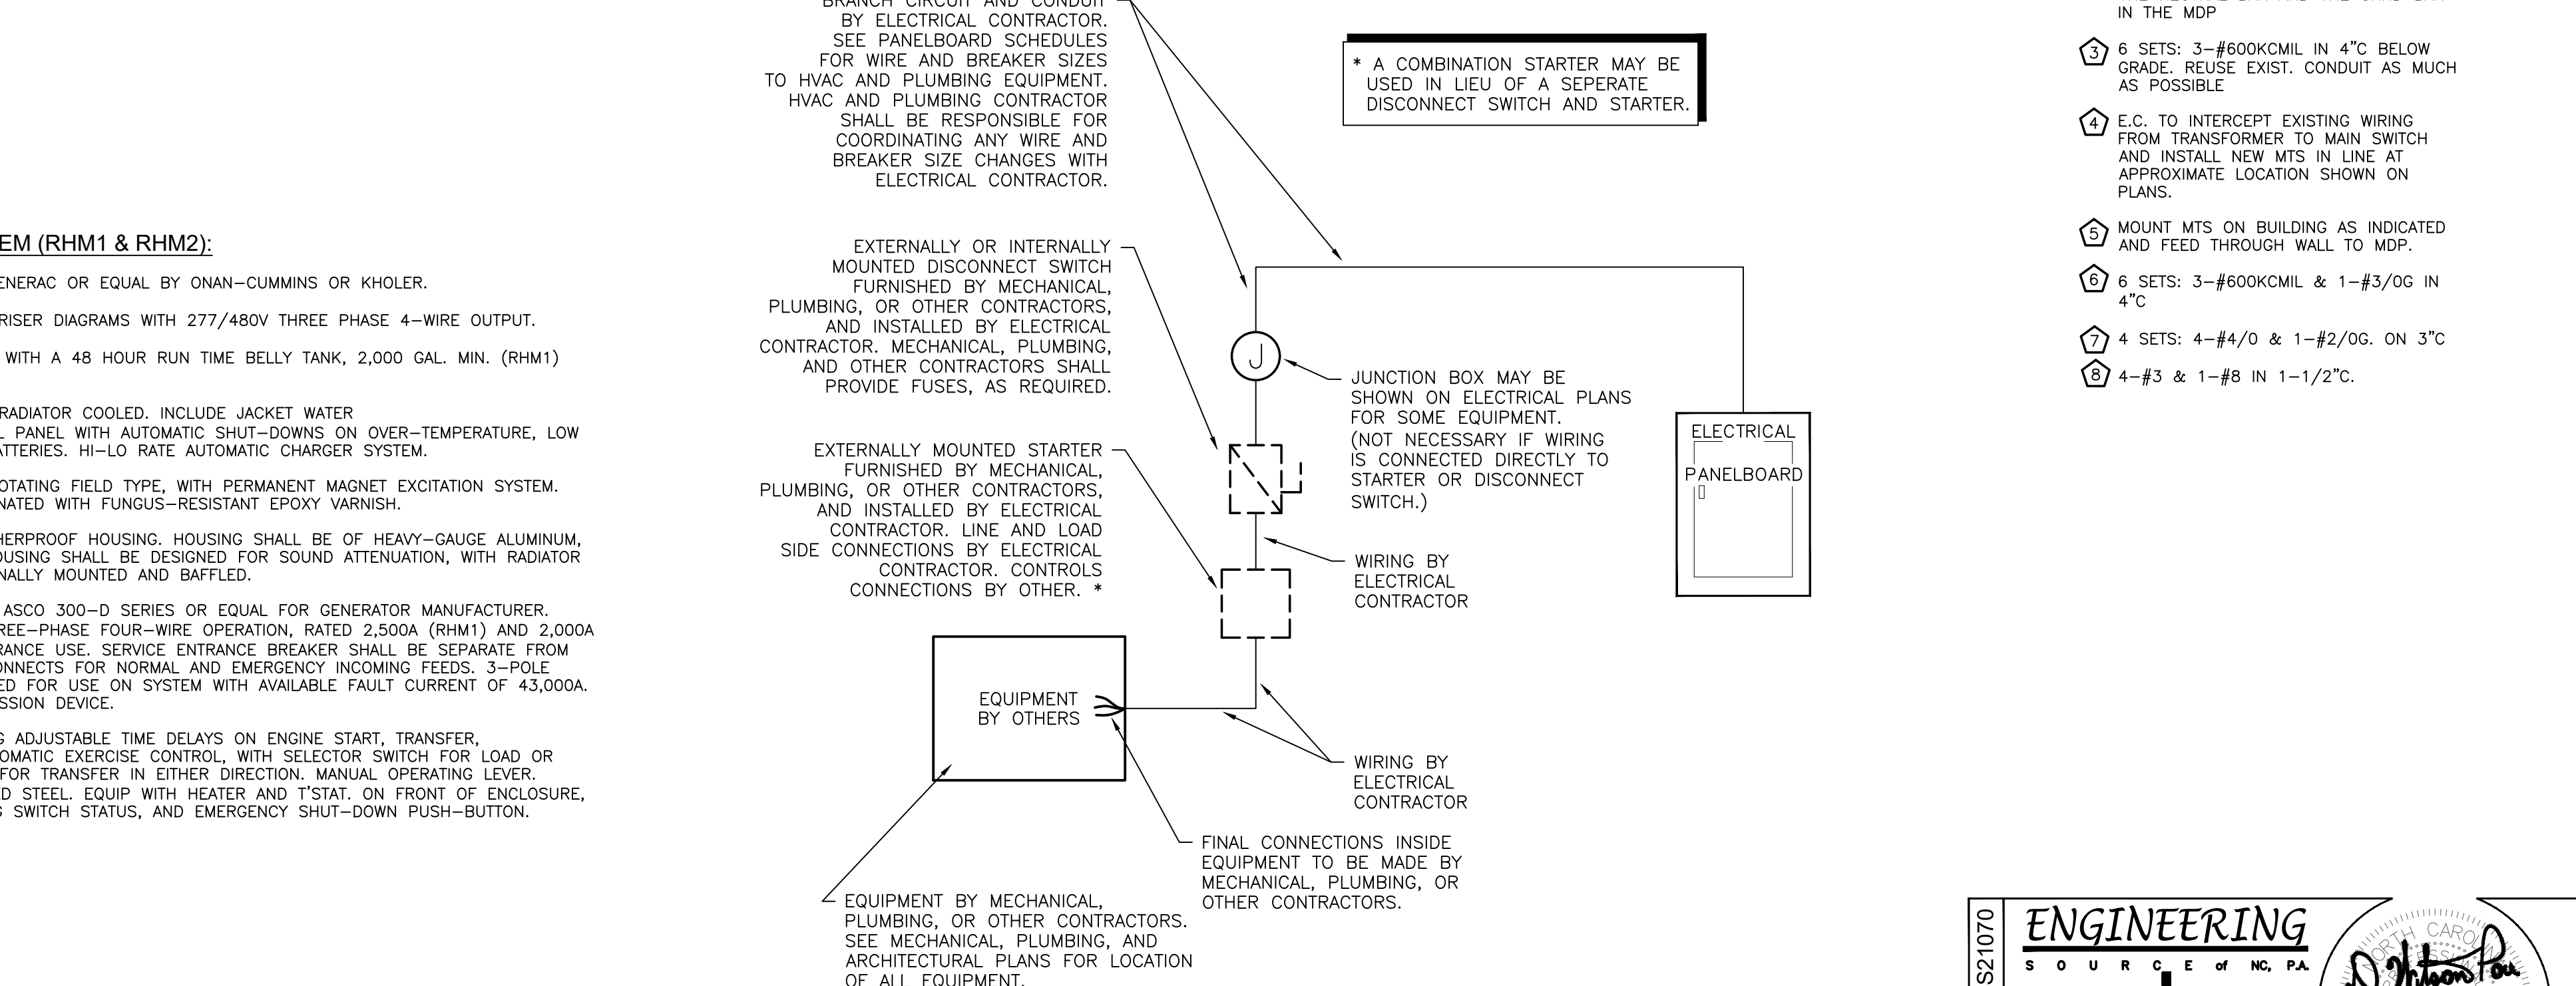 EM (RHM1 & RHM2):
ENERAC OR EQUAL BY ONAN-CUMMINS OR KHOLER.
RISER DIAGRAMS WITH 277/480V THREE PHASE 4-WIRE OUTPUT.
WITH A 48 HOUR RUN TIME BELLY TANK, 2,000 GAL. MIN. (RHM1)
RADIATOR COOLED. INCLUDE JACKET WATER
L PANEL WITH AUTOMATIC SHUT-DOWNS ON OVER-TEMPERATURE, LOW
ATTERIES. HI-LO RATE AUTOMATIC CHARGER SYSTEM.
OTATING FIELD TYPE, WITH PERMANENT MAGNET EXCITATION SYSTEM.
NATED WITH FUNGUS-RESISTANT EPOXY VARNISH.
HERPROOF HOUSING. HOUSING SHALL BE OF HEAVY-GAUGE ALUMINUM,
OUSING SHALL BE DESIGNED FOR SOUND ATTENUATION, WITH RADIATOR
NALLY MOUNTED AND BAFFLED.
ASCO 300-D SERIES OR EQUAL FOR GENERATOR MANUFACTURER.
REE-PHASE FOUR-WIRE OPERATION, RATED 2,500A (RHM1) AND 2,000A
RANCE USE. SERVICE ENTRANCE BREAKER SHALL BE SEPARATE FROM
ONNECTS FOR NORMAL AND EMERGENCY INCOMING FEEDS. 3-POLE
ED FOR USE ON SYSTEM WITH AVAILABLE FAULT CURRENT OF 43,000A.
SSION DEVICE.
G ADJUSTABLE TIME DELAYS ON ENGINE START, TRANSFER,
OMATIC EXERCISE CONTROL, WITH SELECTOR SWITCH FOR LOAD OR
FOR TRANSFER IN EITHER DIRECTION. MANUAL OPERATING LEVER.
ED STEEL. EQUIP WITH HEATER AND T'STAT. ON FRONT OF ENCLOSURE,
G SWITCH STATUS, AND EMERGENCY SHUT-DOWN PUSH-BUTTON.
BRANCH CIRCUIT AND CONDUIT
BY ELECTRICAL CONTRACTOR.
SEE PANELBOARD SCHEDULES
FOR WIRE AND BREAKER SIZES
TO HVAC AND PLUMBING EQUIPMENT.
HVAC AND PLUMBING CONTRACTOR
SHALL BE RESPONSIBLE FOR
COORDINATING ANY WIRE AND
BREAKER SIZE CHANGES WITH
ELECTRICAL CONTRACTOR.
EXTERNALLY OR INTERNALLY
MOUNTED DISCONNECT SWITCH
FURNISHED BY MECHANICAL,
PLUMBING, OR OTHER CONTRACTORS,
AND INSTALLED BY ELECTRICAL
CONTRACTOR. MECHANICAL, PLUMBING,
AND OTHER CONTRACTORS SHALL
PROVIDE FUSES, AS REQUIRED.
EXTERNALLY MOUNTED STARTER
FURNISHED BY MECHANICAL,
PLUMBING, OR OTHER CONTRACTORS,
AND INSTALLED BY ELECTRICAL
CONTRACTOR. LINE AND LOAD
SIDE CONNECTIONS BY ELECTRICAL
CONTRACTOR. CONTROLS
CONNECTIONS BY OTHER. *
EQUIPMENT
BY OTHERS
EQUIPMENT BY MECHANICAL,
PLUMBING, OR OTHER CONTRACTORS.
SEE MECHANICAL, PLUMBING, AND
ARCHITECTURAL PLANS FOR LOCATION
OF ALL EQUIPMENT.
* A COMBINATION STARTER MAY BE
USED IN LIEU OF A SEPERATE
DISCONNECT SWITCH AND STARTER.
J
JUNCTION BOX MAY BE
SHOWN ON ELECTRICAL PLANS
FOR SOME EQUIPMENT.
(NOT NECESSARY IF WIRING
IS CONNECTED DIRECTLY TO
STARTER OR DISCONNECT
SWITCH.)
WIRING BY
ELECTRICAL
CONTRACTOR
WIRING BY
ELECTRICAL
CONTRACTOR
FINAL CONNECTIONS INSIDE
EQUIPMENT TO BE MADE BY
MECHANICAL, PLUMBING, OR
OTHER CONTRACTORS.
ELECTRICAL
PANELBOARD
IN THE MDP
3 6 SETS: 3-#600KCMIL IN 4"C BELOW
GRADE. REUSE EXIST. CONDUIT AS MUCH
AS POSSIBLE
4 E.C. TO INTERCEPT EXISTING WIRING
FROM TRANSFORMER TO MAIN SWITCH
AND INSTALL NEW MTS IN LINE AT
APPROXIMATE LOCATION SHOWN ON
PLANS.
5 MOUNT MTS ON BUILDING AS INDICATED
AND FEED THROUGH WALL TO MDP.
6 6 SETS: 3-#600KCMIL & 1-#3/0G IN
4"C
7 4 SETS: 4-#4/0 & 1-#2/0G. ON 3"C
8 4-#3 & 1-#8 IN 1-1/2"C.
S21070
ENGINEERING
SOURCE of NC, P.A.
NORTH CAROLIN